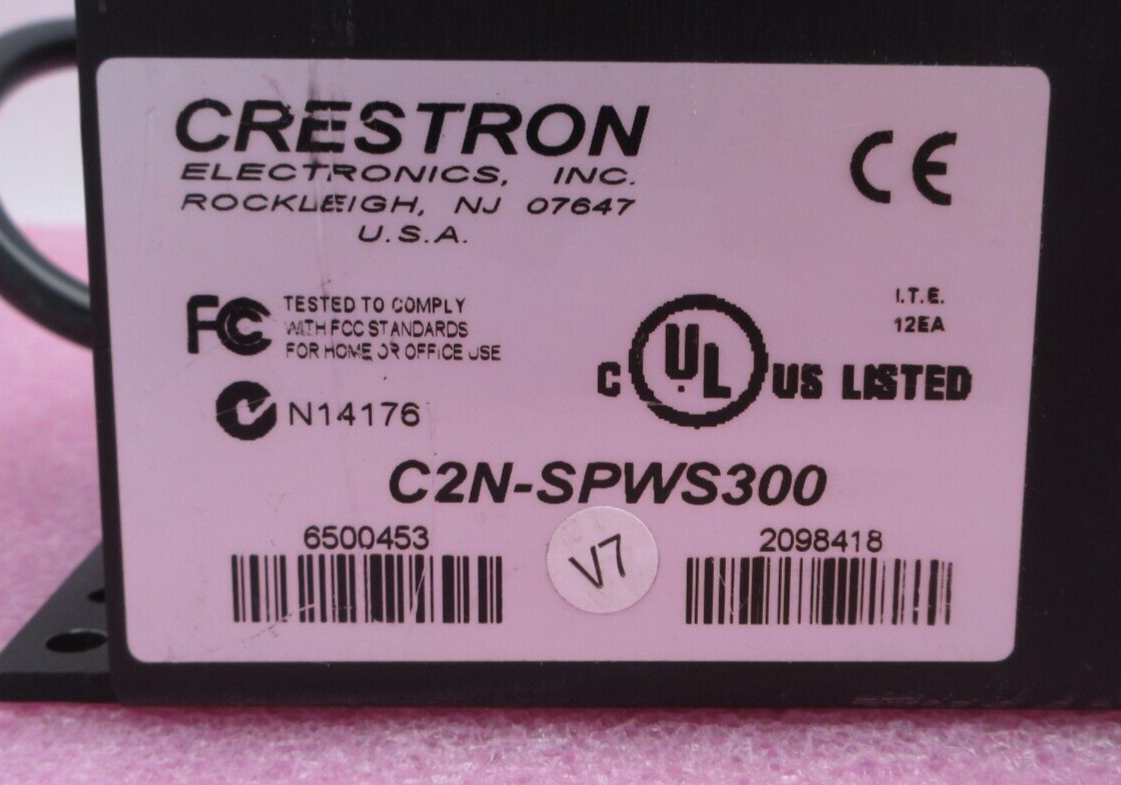 CRESTRON
ELECTRONICS, INC.
ROCKLEIGH, NJ 07647
U.S.A.
CE
FC TESTED TO COMPLY
WITH FCC STANDARDS
FOR HOME OR OFFICE USE
I.T.E.
12EA
C UL US LISTED
N14176
C2N-SPWS300
6500453
V7
2098418